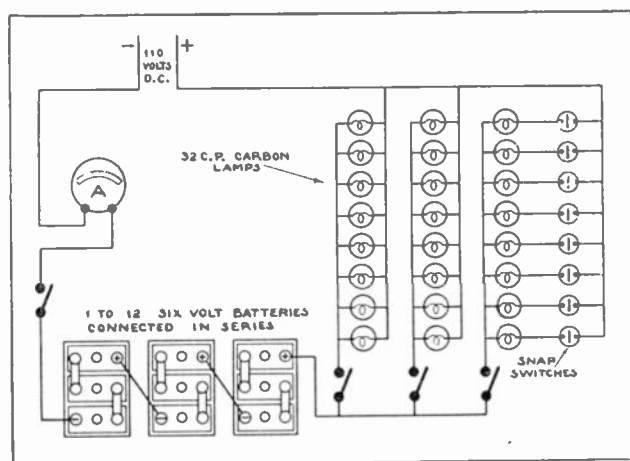 - +
110
VOLTS
D.C.
A
32 C.P. CARBON
LAMPS
1 TO 12 SIX VOLT BATTERIES
CONNECTED IN SERIES
+ + +
- - -
SNAP
SWITCHES